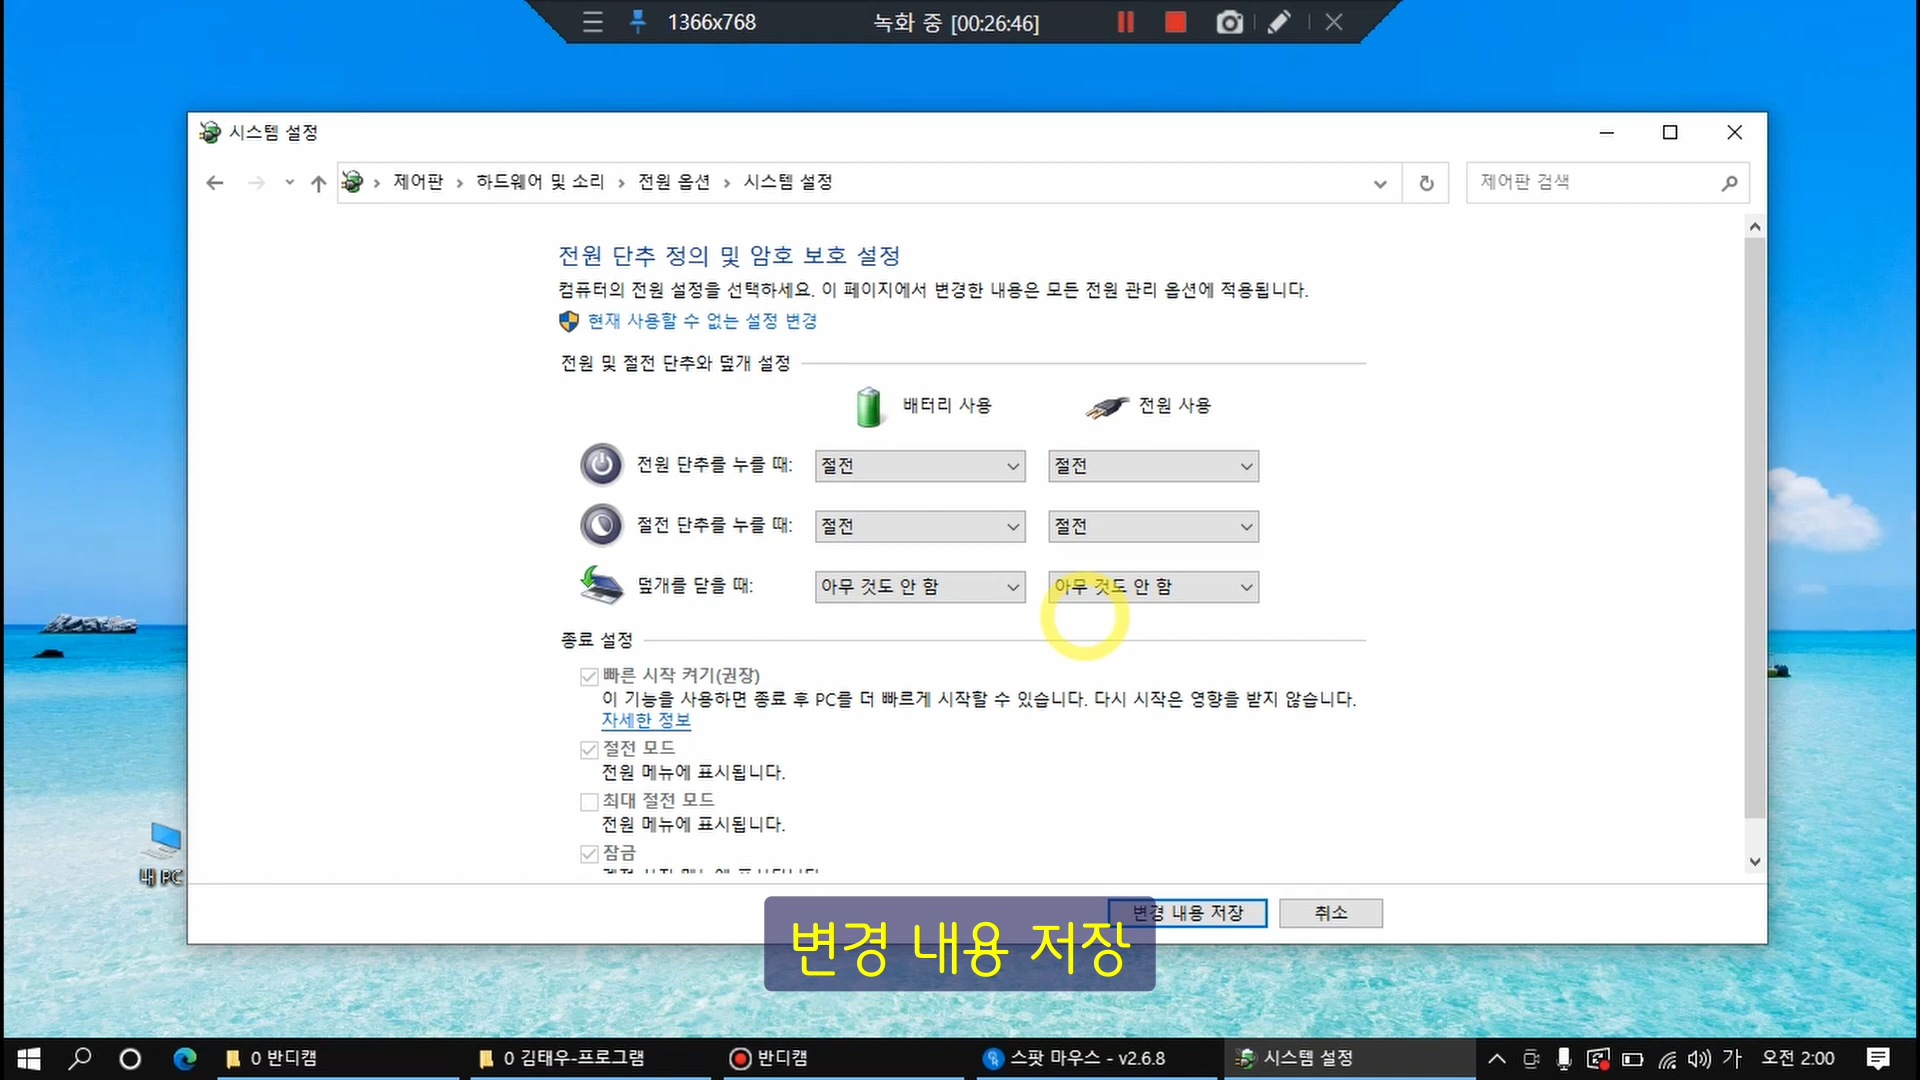 1366x768 녹화 중 [00:26:46]
시스템 설정
제어판 하드웨어 및 소리 전원 옵션 시스템 설정 제어판 검색
전원 단추 정의 및 암호 보호 설정
컴퓨터의 전원 설정을 선택하세요. 이 페이지에서 변경한 내용은 모든 전원 관리 옵션에 적용됩니다.
현재 사용할 수 없는 설정 변경
전원 및 절전 단추와 덮개 설정
배터리 사용 전원 사용
전원 단추를 누를 때: 절전 절전
절전 단추를 누를 때: 절전 절전
덮개를 닫을 때: 아무 것도 안 함 아무 것도 안 함
종료 설정
빠른 시작 켜기(권장)
이 기능을 사용하면 종료 후 PC를 더 빠르게 시작할 수 있습니다. 다시 시작은 영향을 받지 않습니다.
자세한 정보
절전 모드
전원 메뉴에 표시됩니다.
최대 절전 모드
전원 메뉴에 표시됩니다.
잠금
내 PC
변경 내용 저장 취소
변경 내용 저장
0 반디캠 0 김태우-프로그램 반디캠 스팟 마우스 - v2.6.8 시스템 설정 가 오전 2:00